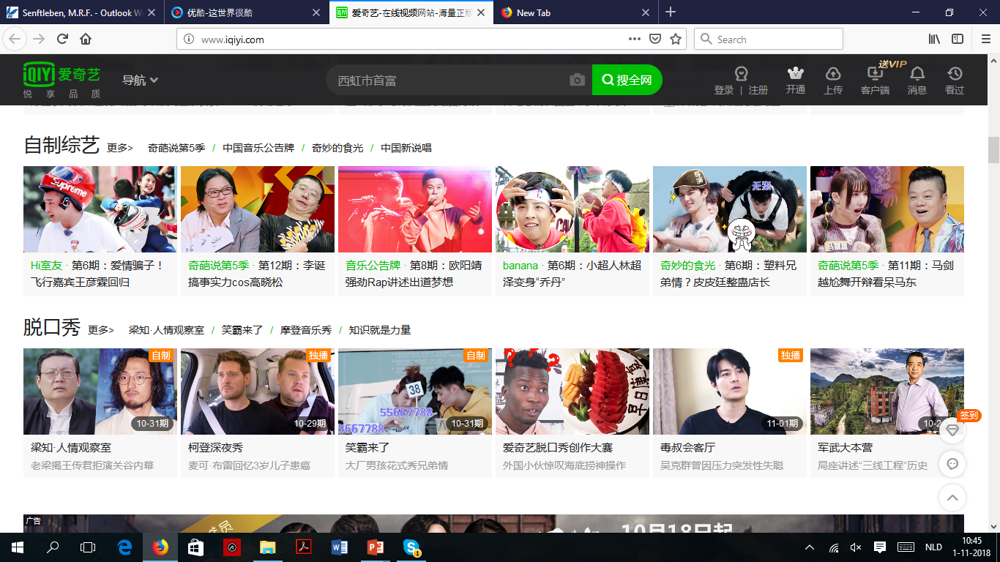 Senftleben, M.R.F. - Outlook W
优酷-这世界很酷
爱奇艺-在线视频网站-海量正版
New Tab
www.iqiyi.com
Search
iQIYI 爱奇艺
悦享品质
导航
西虹市首富
搜全网
登录 | 注册
开通
上传
送VIP
客户端
消息
看过
自制综艺 更多> 奇葩说第5季 / 中国音乐公告牌 / 奇妙的食光 / 中国新说唱
Supreme
无涤
Hi室友 · 第6期：爱情骗子！
飞行嘉宾王彦霖回归
奇葩说第5季 · 第12期：李诞
搞事实力cos高晓松
音乐公告牌 · 第8期：欧阳靖
强劲Rap讲述出道梦想
banana · 第6期：小超人林超
泽变身“乔丹”
奇妙的食光 · 第6期：塑料兄
弟情？皮皮廷整蛊店长
奇葩说第5季 · 第11期：马剑
越尬舞开辩看呆马东
脱口秀 更多> 梁知·人情观察室 / 笑霸来了 / 摩登音乐秀 / 知识就是力量
自制
10-31期
独播
10-29期
自制
38
55667788
5667788
10-31期
生日快
独播
11-01期
10-2
签到
梁知·人情观察室
老梁揭王传君拒演关谷内幕
柯登深夜秀
麦可·布雷回忆3岁儿子患癌
笑霸来了
大厂男孩花式秀兄弟情
爱奇艺脱口秀创作大赛
外国小伙惊叹海底捞神操作
毒叔会客厅
吴克群曾因压力突发性失聪
军武大本营
局座讲述“三线工程”历史
广告
员
10月18日起
NLD
10:45
1-11-2018